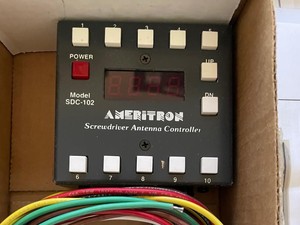 1 2 3 4 5
POWER
UP
Model
SDC-102
DN
AMERITRON
Screwdriver Antenna Controller
6 7 8 9 10